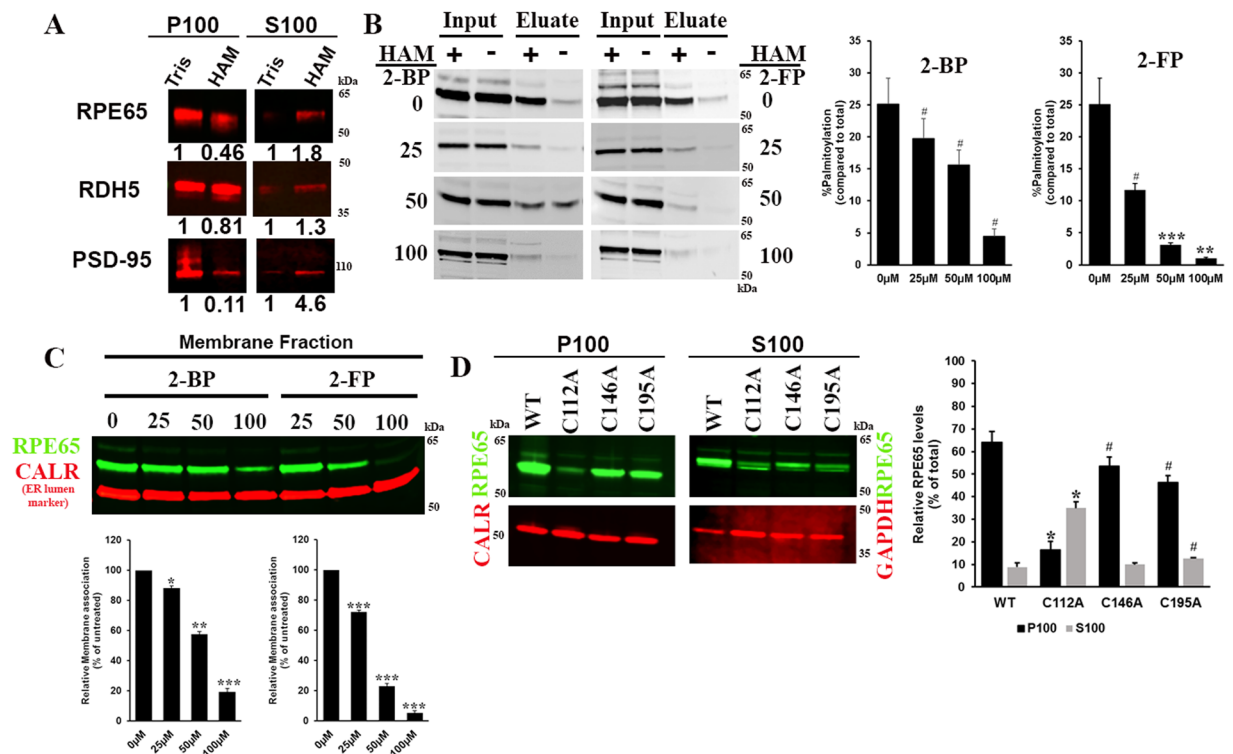 A
P100 S100
Tris HAM Tris HAM
kDa
65
RPE65
50
1 0.46 1 1.8
50
RDH5
35
1 0.81 1 1.3
PSD-95
110
1 0.11 1 4.6
B
Input Eluate Input Eluate
HAM + - + - + - + - HAM
2-BP 2-FP
65
0 0
50
65
25 25
50
65
50 50
50
65
100 100
50
kDa
2-BP
%Palmitoylation
(compared to total)
35
30
25
20
15
10
5
0
# # #
0µM 25µM 50µM 100µM
2-FP
%Palmitoylation
(compared to total)
35
30
25
20
15
10
5
0
# *** **
0µM 25µM 50µM 100µM
C
Membrane Fraction
2-BP 2-FP
0 25 50 100 25 50 100
kDa
65
RPE65
CALR
(ER lumen
marker)
50
Relative Membrane association
(% of untreated)
120
100
80
60
40
20
0
* ** ***
0µM 25µM 50µM 100µM
Relative Membrane association
(% of untreated)
120
100
80
60
40
20
0
*** *** ***
0µM 25µM 50µM 100µM
D
P100 S100
WT C112A C146A C195A WT C112A C146A C195A
kDa kDa
65 65
CALR RPE65
GAPDH RPE65
50 50
50 50
35
Relative RPE65 levels
(% of total)
100
90
80
70
60
50
40
30
20
10
0
* * # # #
WT C112A C146A C195A
P100 S100